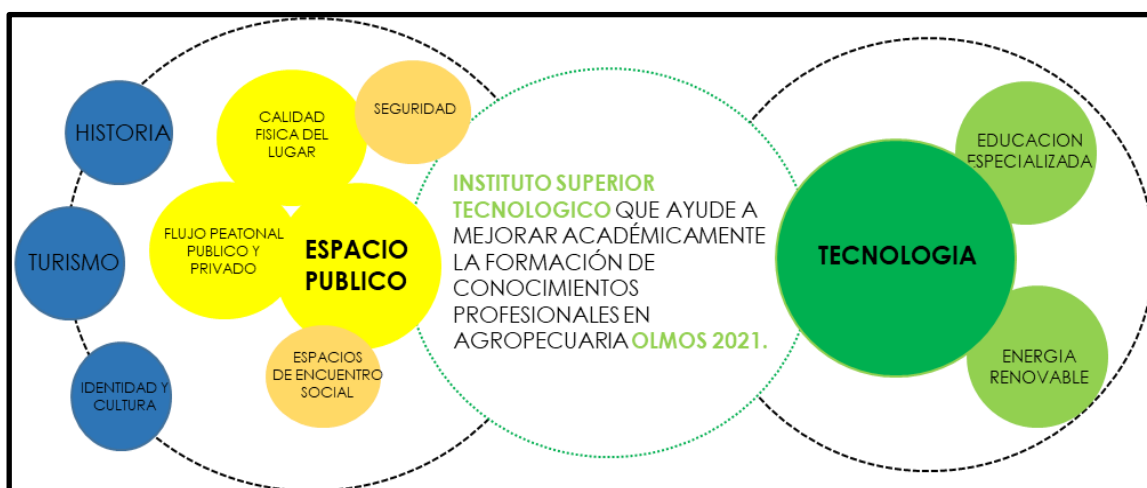 HISTORIA
TURISMO
IDENTIDAD Y
CULTURA
CALIDAD
FISICA DEL
LUGAR
SEGURIDAD
FLUJO PEATONAL
PUBLICO Y
PRIVADO
ESPACIO
PUBLICO
ESPACIOS
DE ENCUENTRO
SOCIAL
INSTITUTO SUPERIOR
TECNOLOGICO QUE AYUDE A
MEJORAR ACADÉMICAMENTE
LA FORMACIÓN DE
CONOCIMIENTOS
PROFESIONALES EN
AGROPECUARIA OLMOS 2021.
TECNOLOGIA
EDUCACION
ESPECIALIZADA
ENERGIA
RENOVABLE